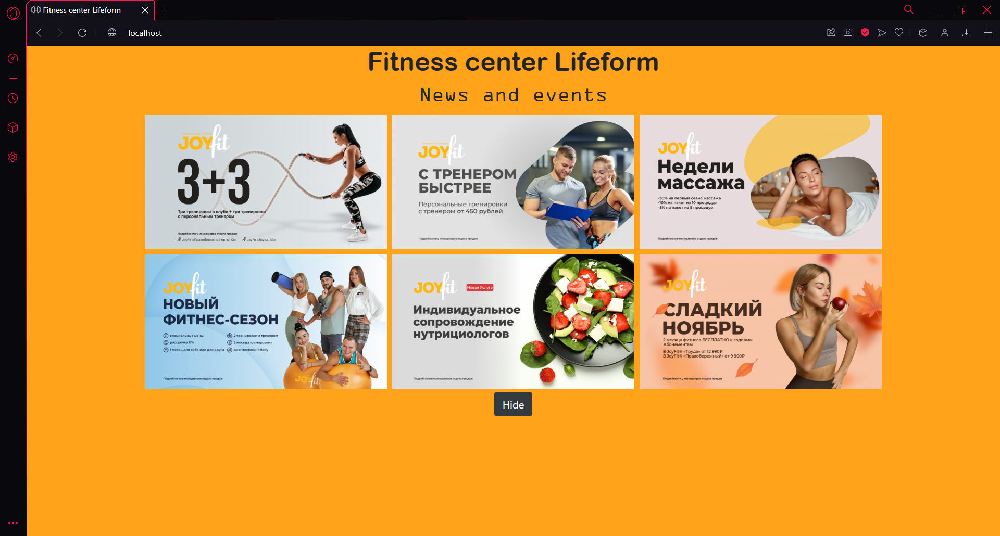 Fitness center Lifeform
localhost
Fitness center Lifeform
News and events
JOYfit
3+3
Три тренировки в клубе + три тренировки
с персональным тренером
Подробности у менеджеров отдела продаж
JoyFit «Правобережный пр-д, 13» JoyFit «Труда, 33»
JOYfit
С ТРЕНЕРОМ
БЫСТРЕЕ
Персональные тренировки
с тренером от 450 рублей
Подробности у менеджеров отдела продаж
JOYfit
Недели
массажа
-30% на первый сеанс массажа
-10% на пакет из 10 процедур
-5% на пакет из 5 процедур
Подробности у менеджеров отдела продаж
JOYfit
НОВЫЙ
ФИТНЕС-СЕЗОН
специальные цены 2 тренировки с тренером
рассрочка 0% 2 месяца «заморозки»
1 месяц для себя или для друга диагностика InBody
JOYfit
Подробности у менеджеров отдела продаж
JOYfit
Новая Услуга
Индивидуальное
сопровождение
нутрициологов
Подробности у менеджеров отдела продаж
JOYfit
СЛАДКИЙ
НОЯБРЬ
2 месяца фитнеса БЕСПЛАТНО к годовым
Абонементам
В JoyFit® «Труда» от 12 990₽
В JoyFit® «Правобережный» от 9 900₽
Подробности у менеджеров отдела продаж
Hide